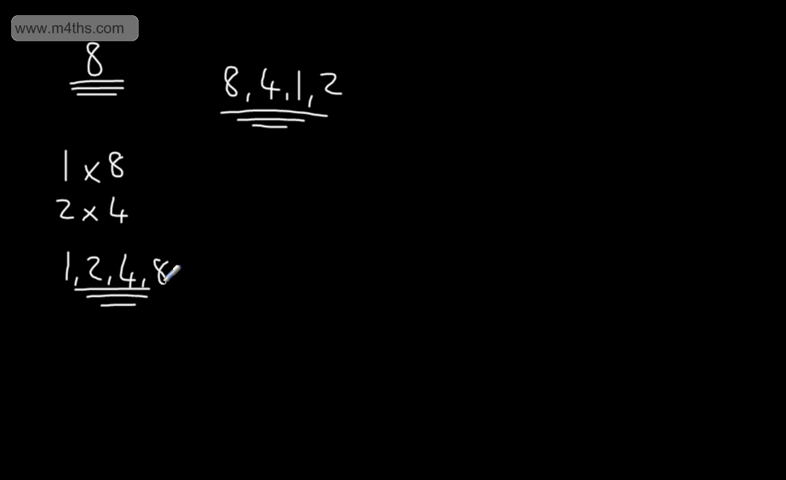 www.m4ths.com
8
8, 4, 1, 2
1 x 8
2 x 4
1, 2, 4, 8